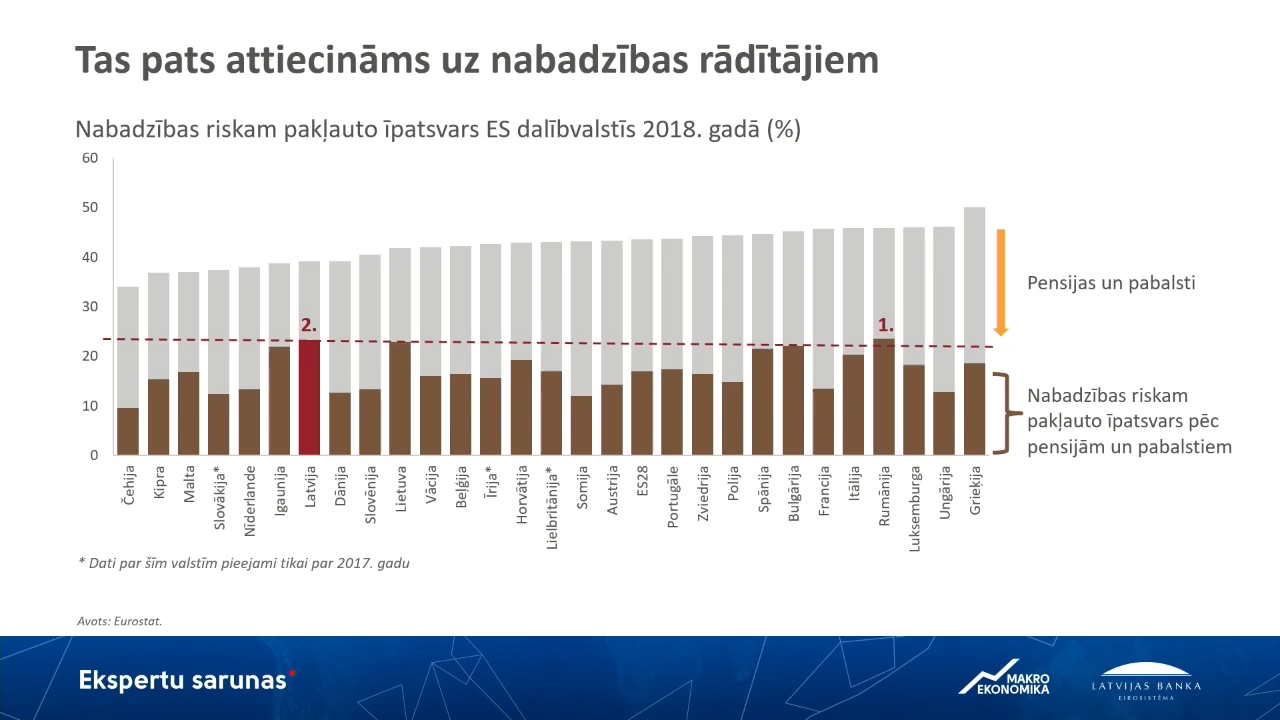 Tas pats attiecināms uz nabadzības rādītājiem
Nabadzības riskam pakļauto īpatsvars ES dalībvalstīs 2018. gadā (%)
60
50
40
30
20
10
0
2.
1.
Pensijas un pabalsti
Nabadzības riskam
pakļauto īpatsvars pēc
pensijām un pabalstiem
Čehija
Kipra
Malta
Slovākija*
Nīderlande
Igaunija
Latvija
Dānija
Slovēnija
Lietuva
Vācija
Beļģija
Īrija*
Horvātija
Lielbritānija*
Somija
Austrija
ES28
Portugāle
Zviedrija
Polija
Spānija
Bulgārija
Francija
Itālija
Rumānija
Luksemburga
Ungārija
Grieķija
* Dati par šīm valstīm pieejami tikai par 2017. gadu
Avots: Eurostat.
Ekspertu sarunas*
MAKRO
EKONOMIKA
LATVIJAS BANKA
EIROSISTĒMA